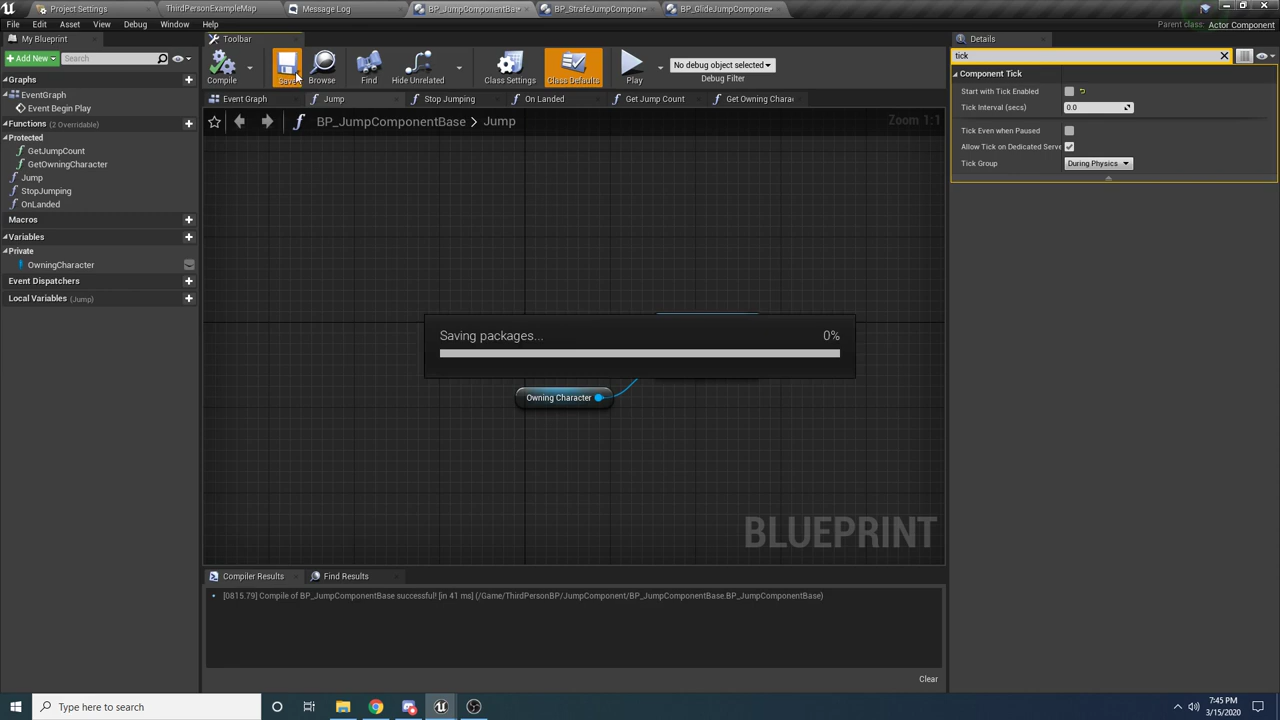 Project Settings
ThirdPersonExampleMap
Message Log
BP_JumpComponentBase
BP_StrafeJumpComponent
BP_GlideJumpComponent
File Edit Asset View Debug Window Help
Parent class: Actor Component
My Blueprint
Toolbar
Details
Add New
Search
Compile
Save
Browse
Find
Hide Unrelated
Class Settings
Class Defaults
Play
No debug object selected
Debug Filter
tick
Component Tick
Start with Tick Enabled
Tick Interval (secs) 0.0
Tick Even when Paused
Allow Tick on Dedicated Serve
Tick Group During Physics
Graphs
EventGraph
Event Begin Play
Functions (2 Overridable)
Protected
GetJumpCount
GetOwningCharacter
Jump
StopJumping
OnLanded
Macros
Variables
Private
OwningCharacter
Event Dispatchers
Local Variables (Jump)
Event Graph
Jump
Stop Jumping
On Landed
Get Jump Count
Get Owning Charac
BP_JumpComponentBase > Jump
Zoom 1:1
Saving packages... 0%
Owning Character
BLUEPRINT
Compiler Results
Find Results
[0815.79] Compile of BP_JumpComponentBase successful! [in 41 ms] (/Game/ThirdPersonBP/JumpComponent/BP_JumpComponentBase.BP_JumpComponentBase)
Clear
Type here to search
7:45 PM
3/15/2020